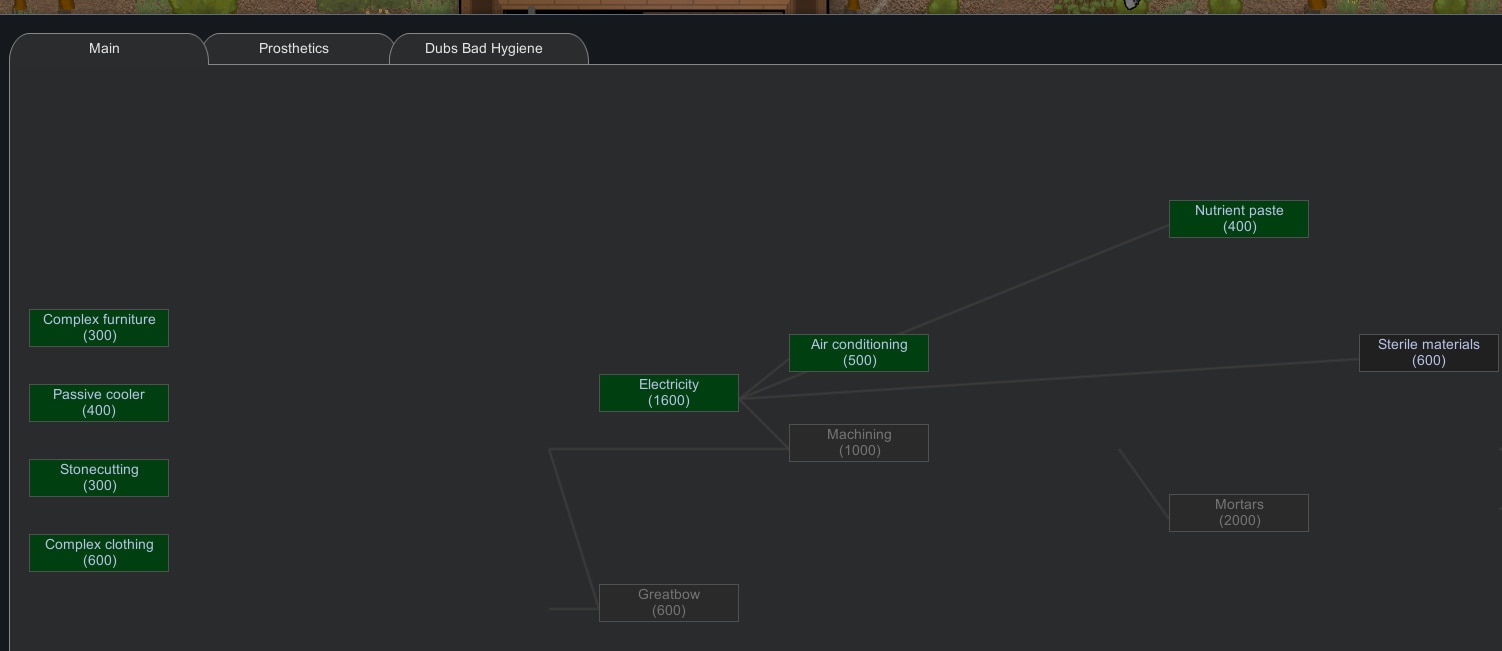 Main
Prosthetics
Dubs Bad Hygiene
Nutrient paste
(400)
Complex furniture
(300)
Air conditioning
(500)
Sterile materials
(600)
Electricity
(1600)
Passive cooler
(400)
Machining
(1000)
Stonecutting
(300)
Mortars
(2000)
Complex clothing
(600)
Greatbow
(600)